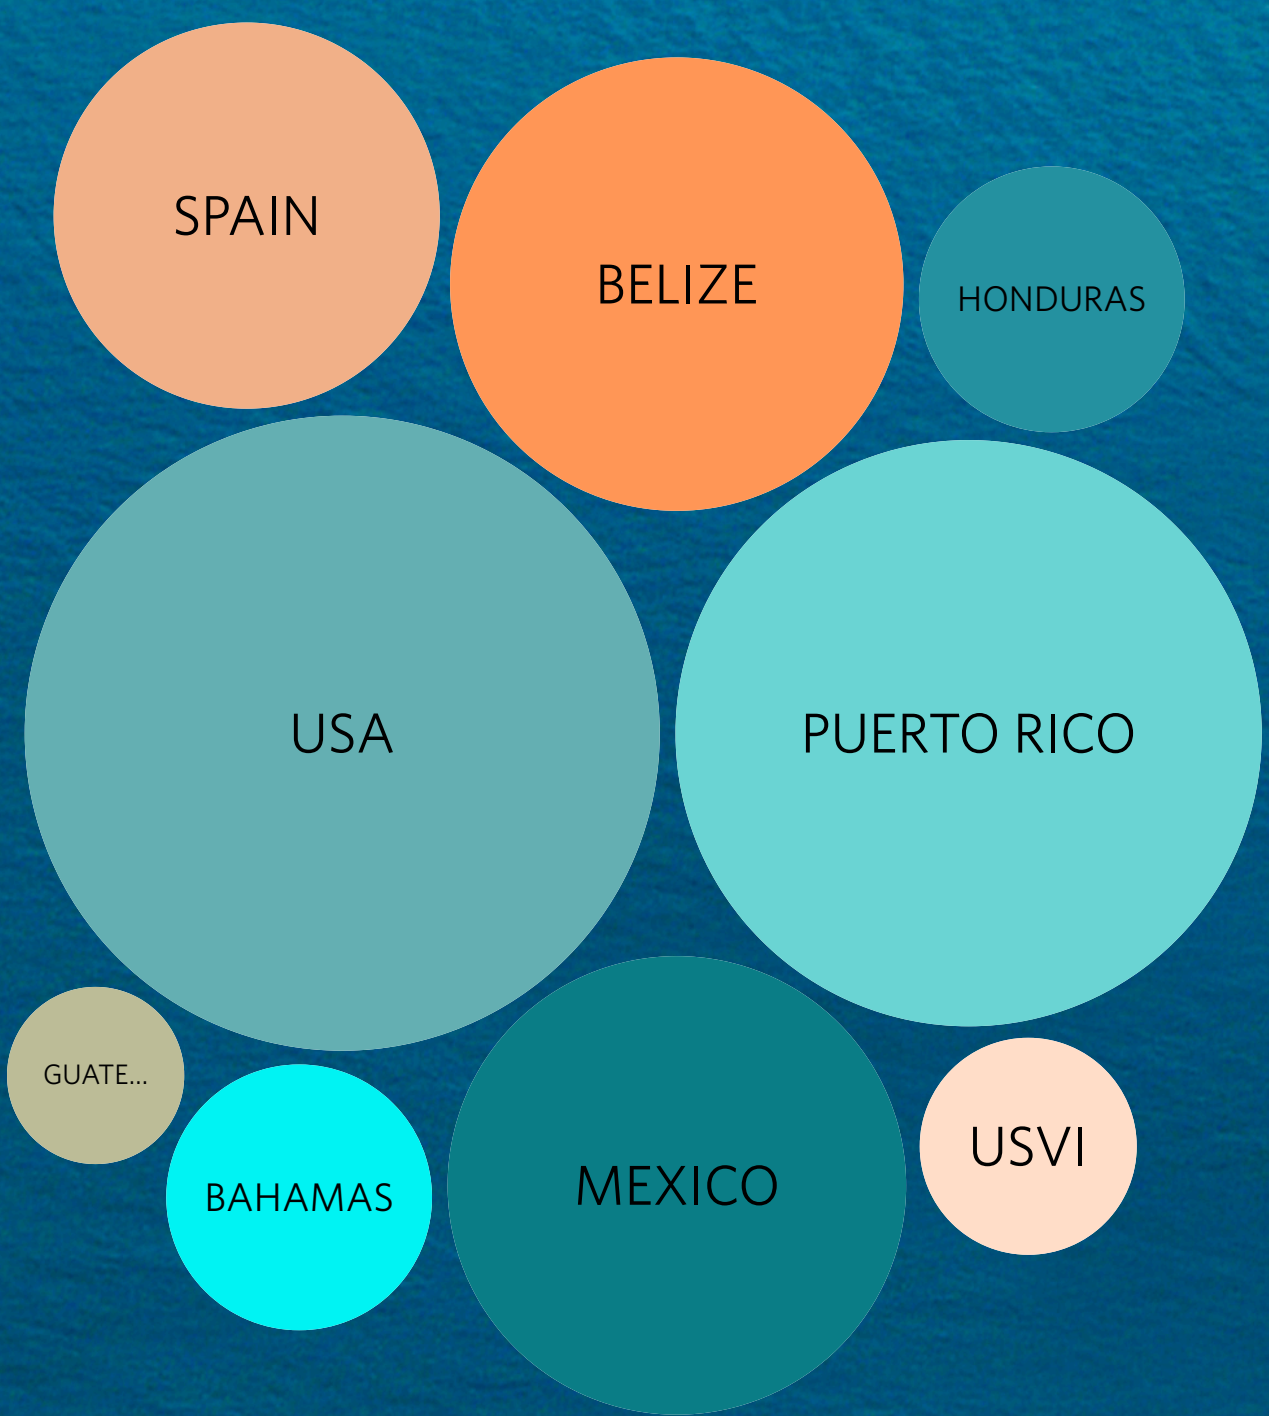 SPAIN
BELIZE
HONDURAS
USA
PUERTO RICO
GUATE...
BAHAMAS
MEXICO
USVI